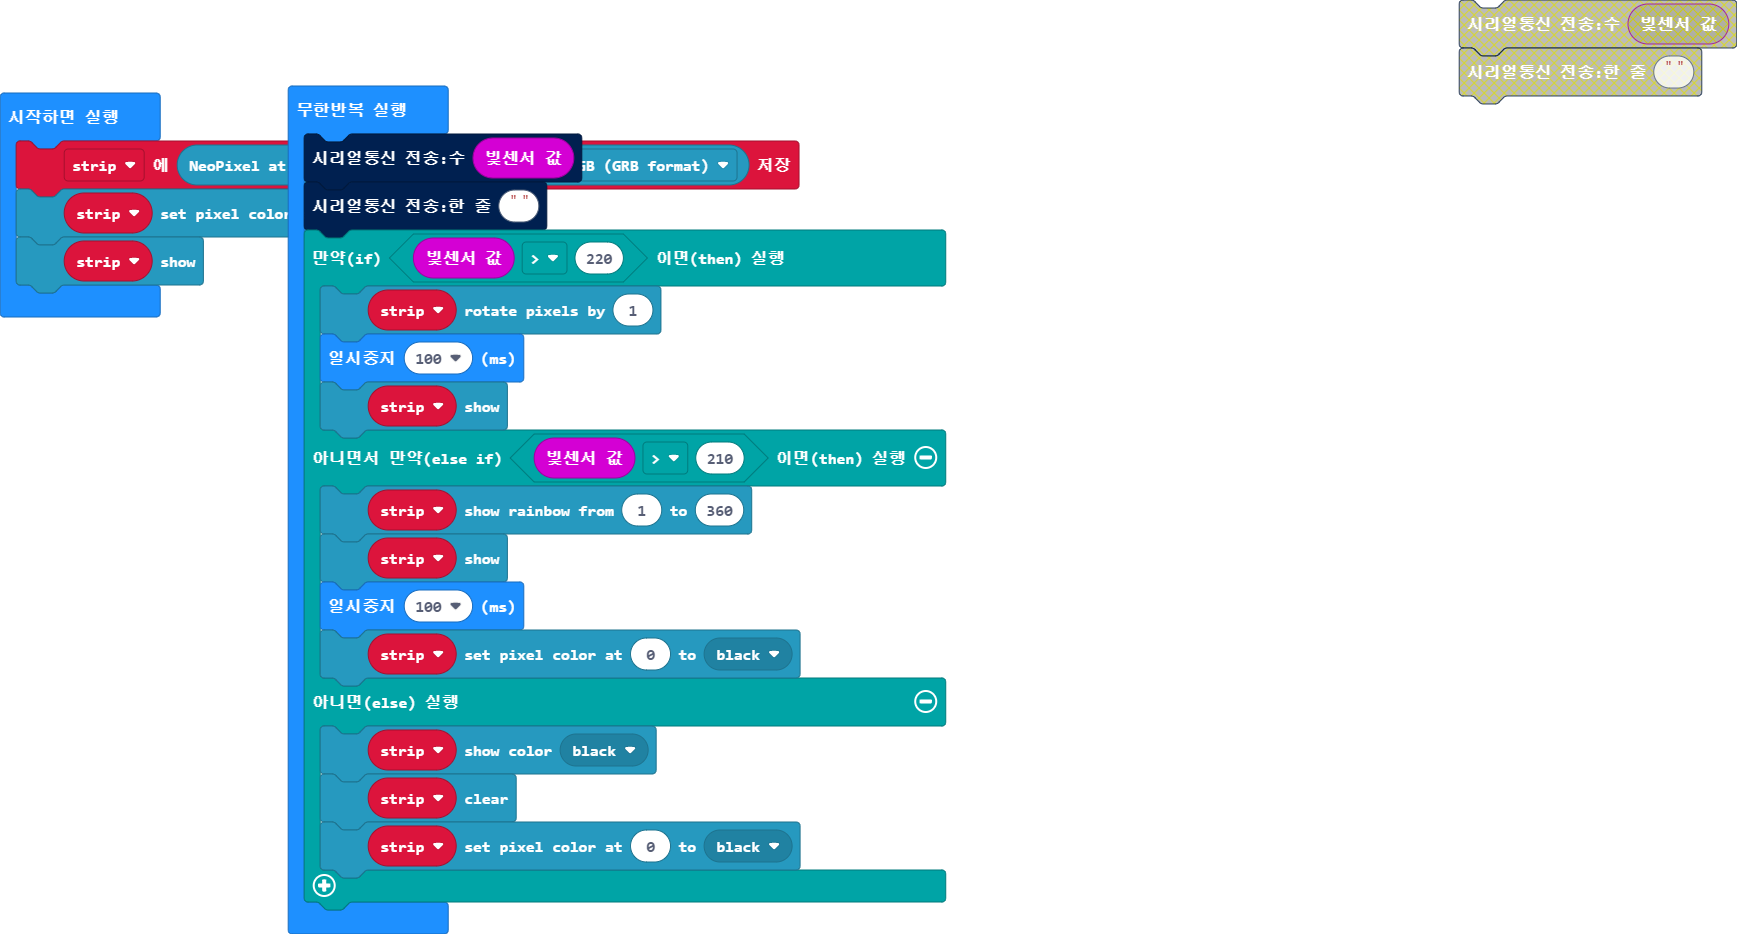 시작하면 실행
strip 에 NeoPixel at GB (GRB format) 저장
strip set pixel color
strip show
무한반복 실행
시리얼통신 전송:수 빛센서 값
시리얼통신 전송:한 줄 " "
만약(if) 빛센서 값 > 220 이면(then) 실행
strip rotate pixels by 1
일시중지 100 (ms)
strip show
아니면서 만약(else if) 빛센서 값 > 210 이면(then) 실행
strip show rainbow from 1 to 360
strip show
일시중지 100 (ms)
strip set pixel color at 0 to black
아니면(else) 실행
strip show color black
strip clear
strip set pixel color at 0 to black
시리얼통신 전송:수 빛센서 값
시리얼통신 전송:한 줄 " "